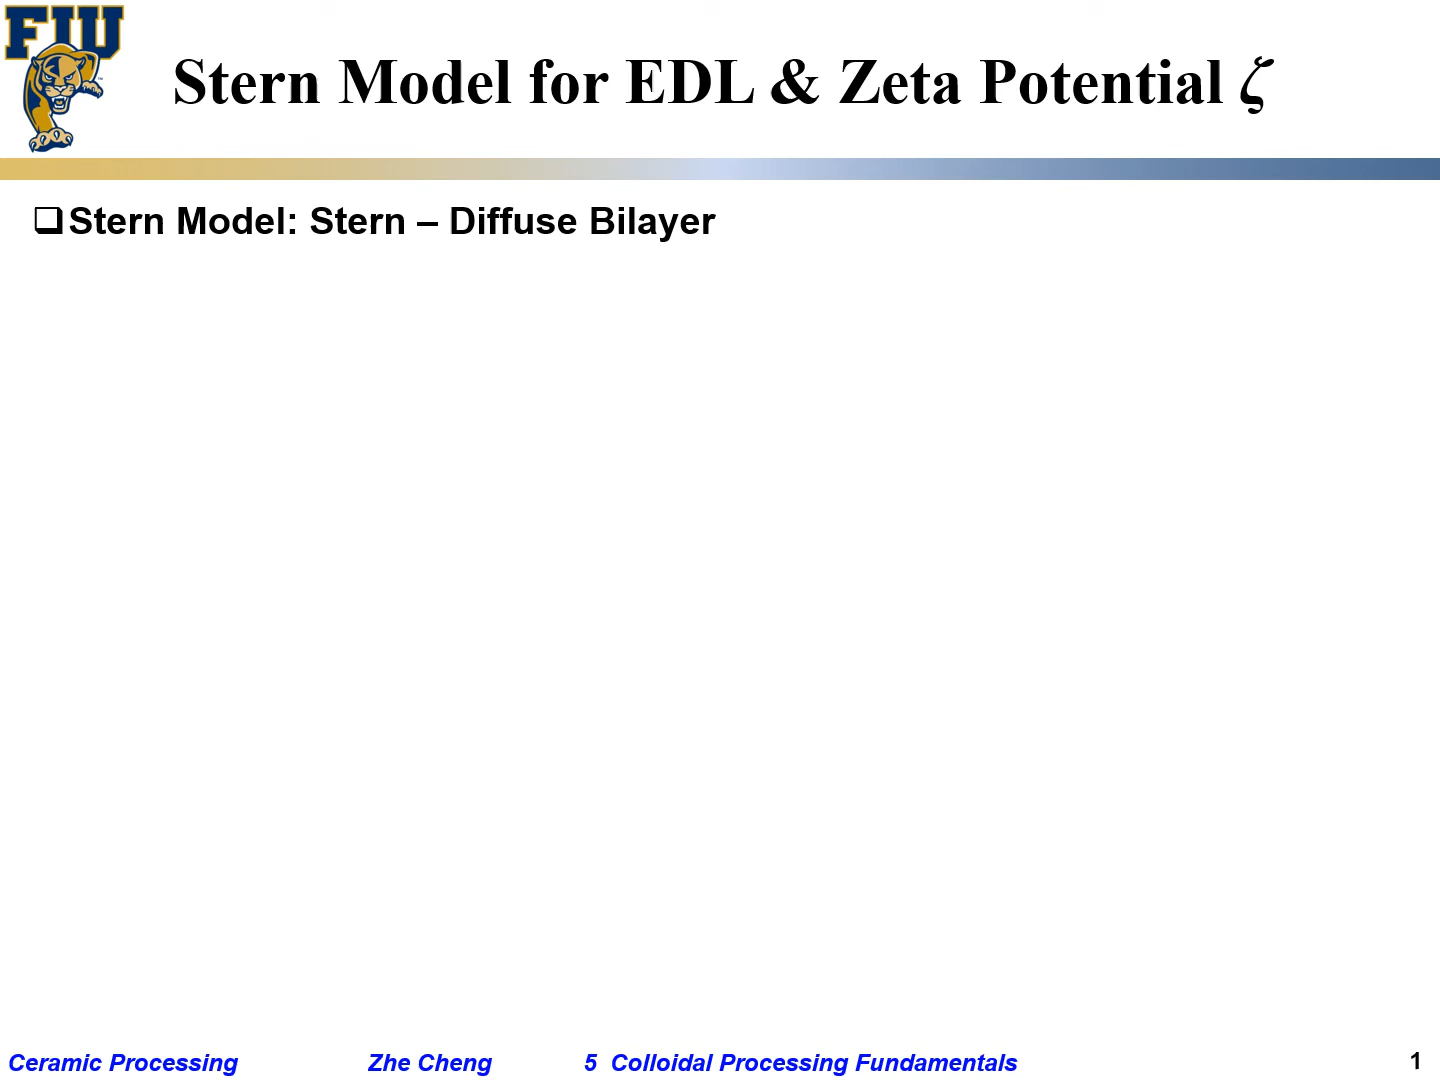 FIU
Stern Model for EDL & Zeta Potential ζ
❑Stern Model: Stern – Diffuse Bilayer
Ceramic Processing Zhe Cheng 5 Colloidal Processing Fundamentals 1